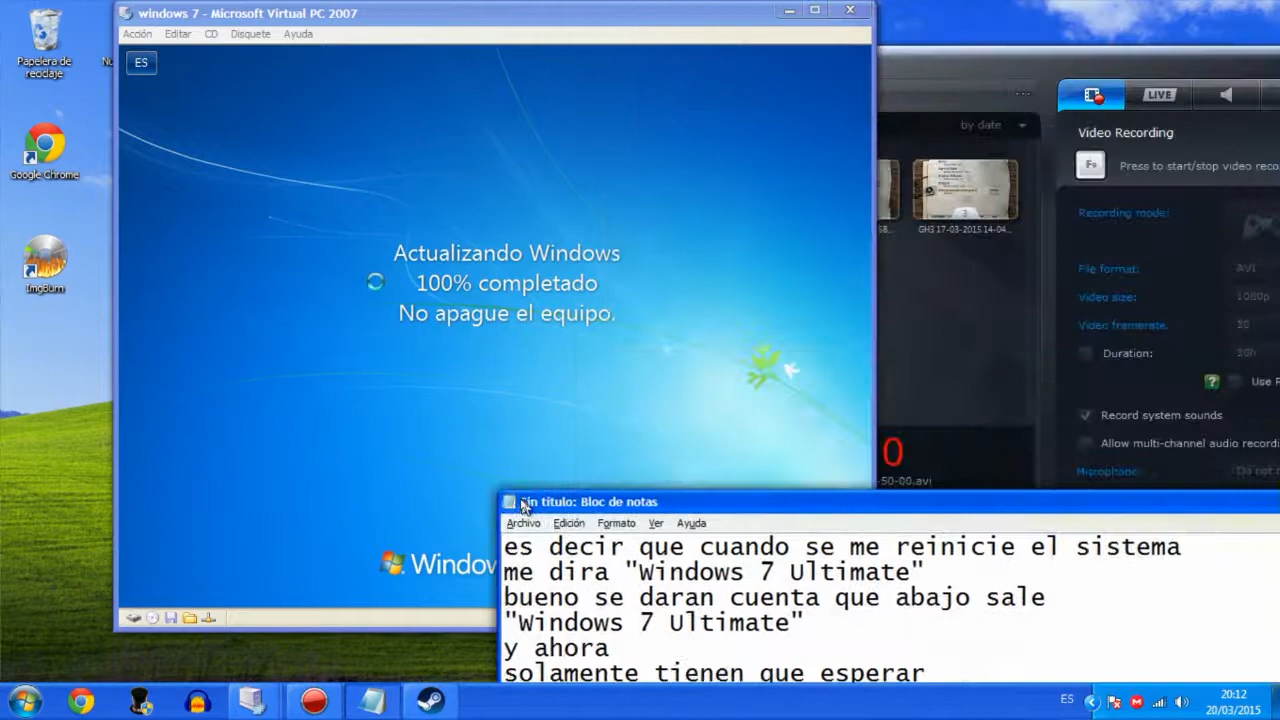 windows 7 - Microsoft Virtual PC 2007
Acción Editar CD Disquete Ayuda
ES
Papelera de reciclaje
Google Chrome
ImgBurn
Actualizando Windows
100% completado
No apague el equipo.
LIVE
by date
Video Recording
Press to start/stop video reco
Recording mode:
GH3 17-03-2015 14-04...
File format: AVI
Video size: 1080p
Video framerate:
Duration:
Record system sounds
Allow multi-channel audio recordi
Microphone:
0
-50-00.avi
Sin título: Bloc de notas
Archivo Edición Formato Ver Ayuda
es decir que cuando se me reinicie el sistema
me dira "Windows 7 Ultimate"
bueno se daran cuenta que abajo sale
"Windows 7 Ultimate"
y ahora
solamente tienen que esperar
ES
20:12
20/03/2015